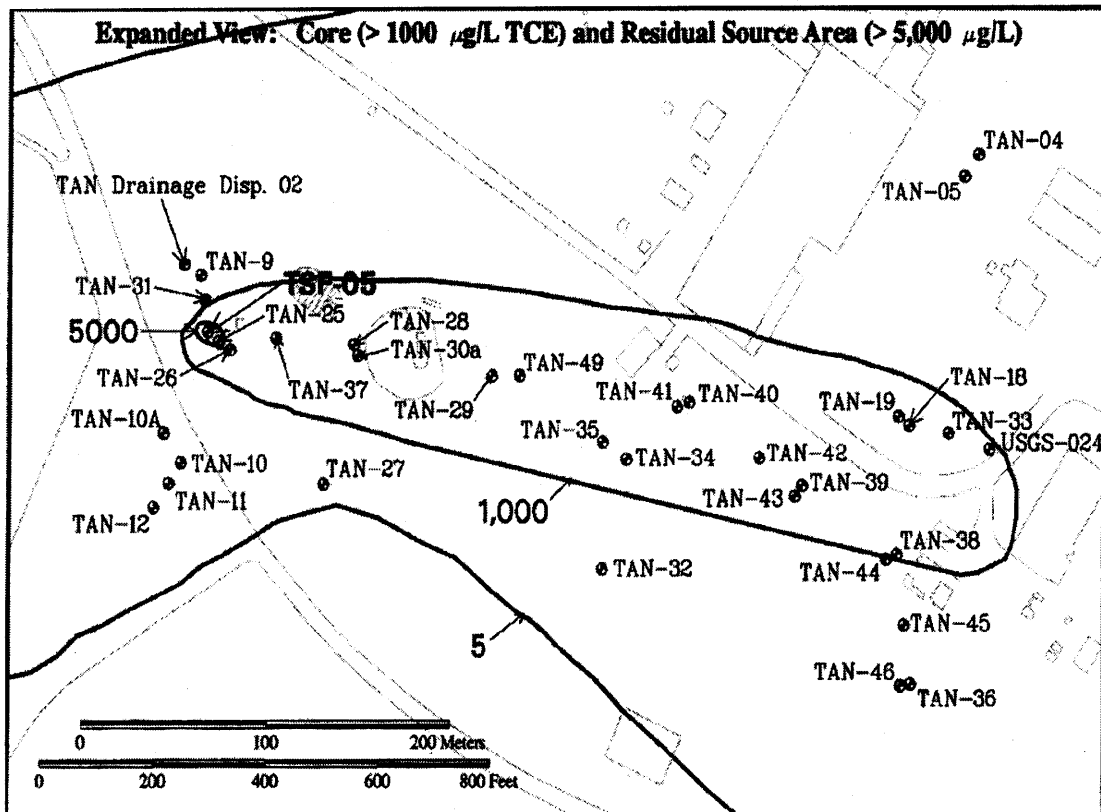 Expanded View: Core (> 1000 µg/L TCE) and Residual Source Area (> 5,000 µg/L)
TAN-04
TAN-05
TAN Drainage Disp. 02
TAN-9
TAN-31
TSF-05
5000
TAN-25
TAN-28
TAN-30a
TAN-26
TAN-37
TAN-29
TAN-49
TAN-41
TAN-40
TAN-18
TAN-19
TAN-33
USGS-024
TAN-10A
TAN-35
TAN-34
TAN-42
TAN-10
TAN-27
TAN-39
TAN-43
TAN-11
TAN-12
1,000
TAN-38
TAN-44
TAN-32
TAN-45
5
TAN-46
TAN-36
0 100 200 Meters
0 200 400 600 800 Feet